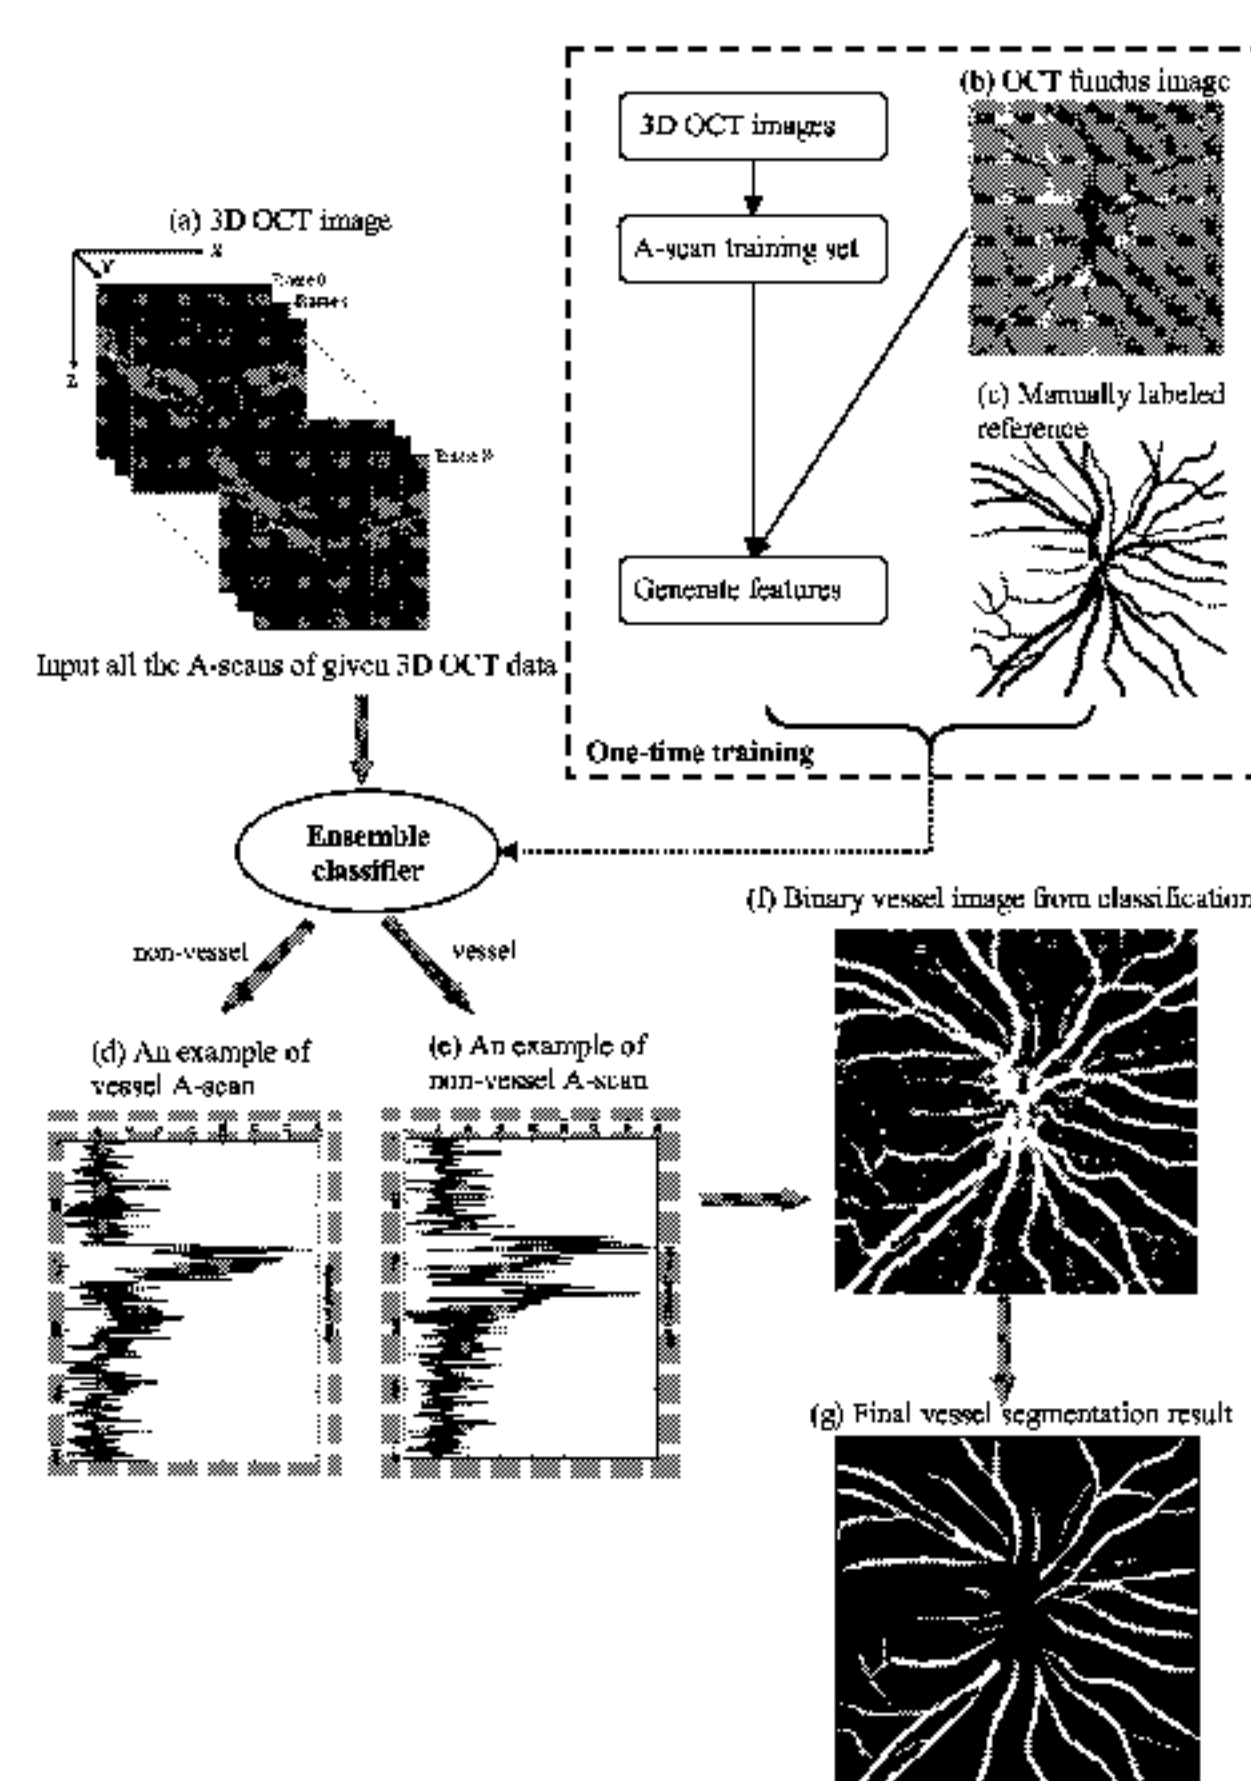 (b) OCT fundus image
3D OCT images
A-scan training set
(a) 3D OCT image
X
Y
Z
Frame 0
(c) Manually labeled
reference
Generate features
Input all the A-scans of given 3D OCT data
One-time training
Ensemble
classifier
non-vessel
vessel
(f) Binary vessel image from classification
(d) An example of
vessel A-scan
(e) An example of
non-vessel A-scan
(g) Final vessel segmentation result